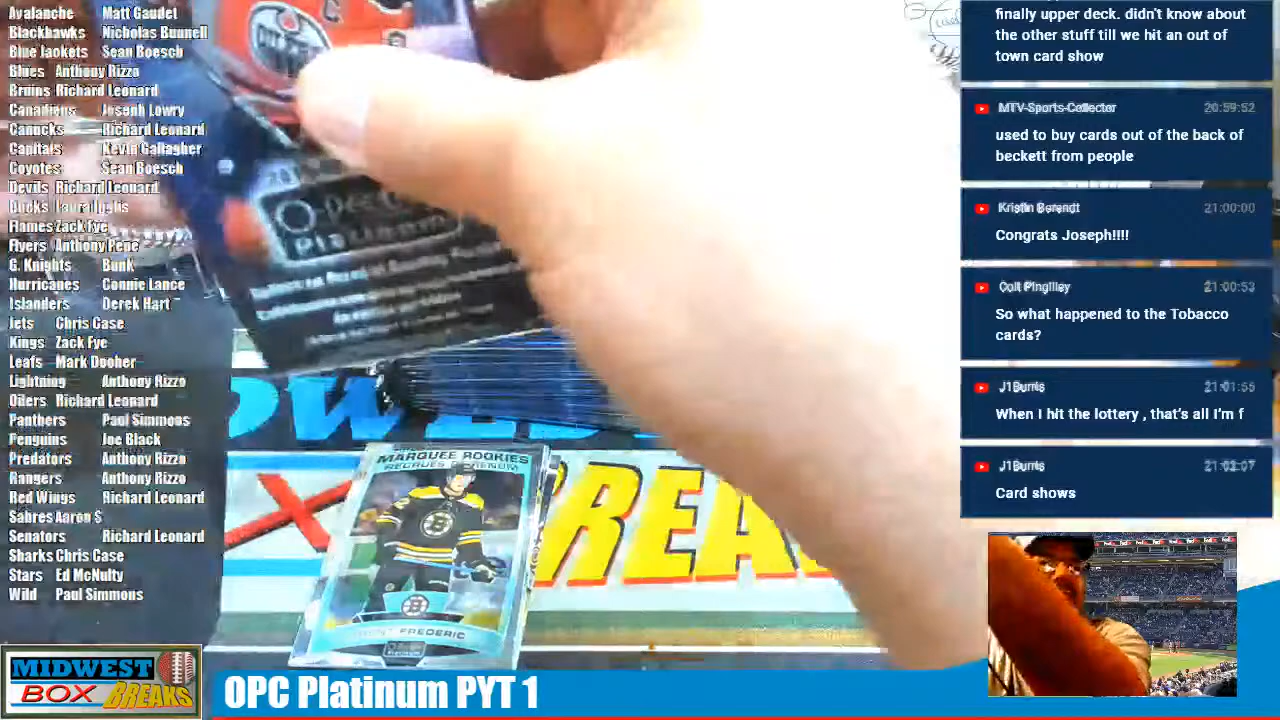 Avalanche Matt Gaudet
Blackhawks Nicholas Bunnell
Blue Jackets Sean Boesch
Blues Anthony Rizzo
Bruins Richard Leonard
Canadiens Joseph Lowry
Canucks Richard Leonard
Capitals Kevin Gallagher
Coyotes Sean Boesch
Devils Richard Leonard
Ducks
Flames Zack Fye
Flyers Anthony Pene
G. Knights Bunk
Hurricanes Connie Lance
Islanders Derek Hart
Jets Chris Case
Kings Zack Fye
Leafs Mark Dooher
Lightning Anthony Rizzo
Oilers Richard Leonard
Panthers Paul Simmons
Penguins Joe Black
Predators Anthony Rizzo
Rangers Anthony Rizzo
Red Wings Richard Leonard
Sabres Aaron S
Senators Richard Leonard
Sharks Chris Case
Stars Ed McNulty
Wild Paul Simmons
MIDWEST
BOX
BREAKS
OILERS
O-PEE-
Platinum
MARQUEE ROOKIES
FREDERIC
X BREA
OPC Platinum PYT 1
finally upper deck. didn't know about
the other stuff till we hit an out of
town card show
MTV-Sports-Collector 20:59:52
used to buy cards out of the back of
beckett from people
Kristin Berendt 21:00:00
Congrats Joseph!!!!
Colt Pingilley 21:00:53
So what happened to the Tobacco
cards?
J1Burris 21:01:55
When I hit the lottery , that's all I'm f
J1Burris 21:02:07
Card shows